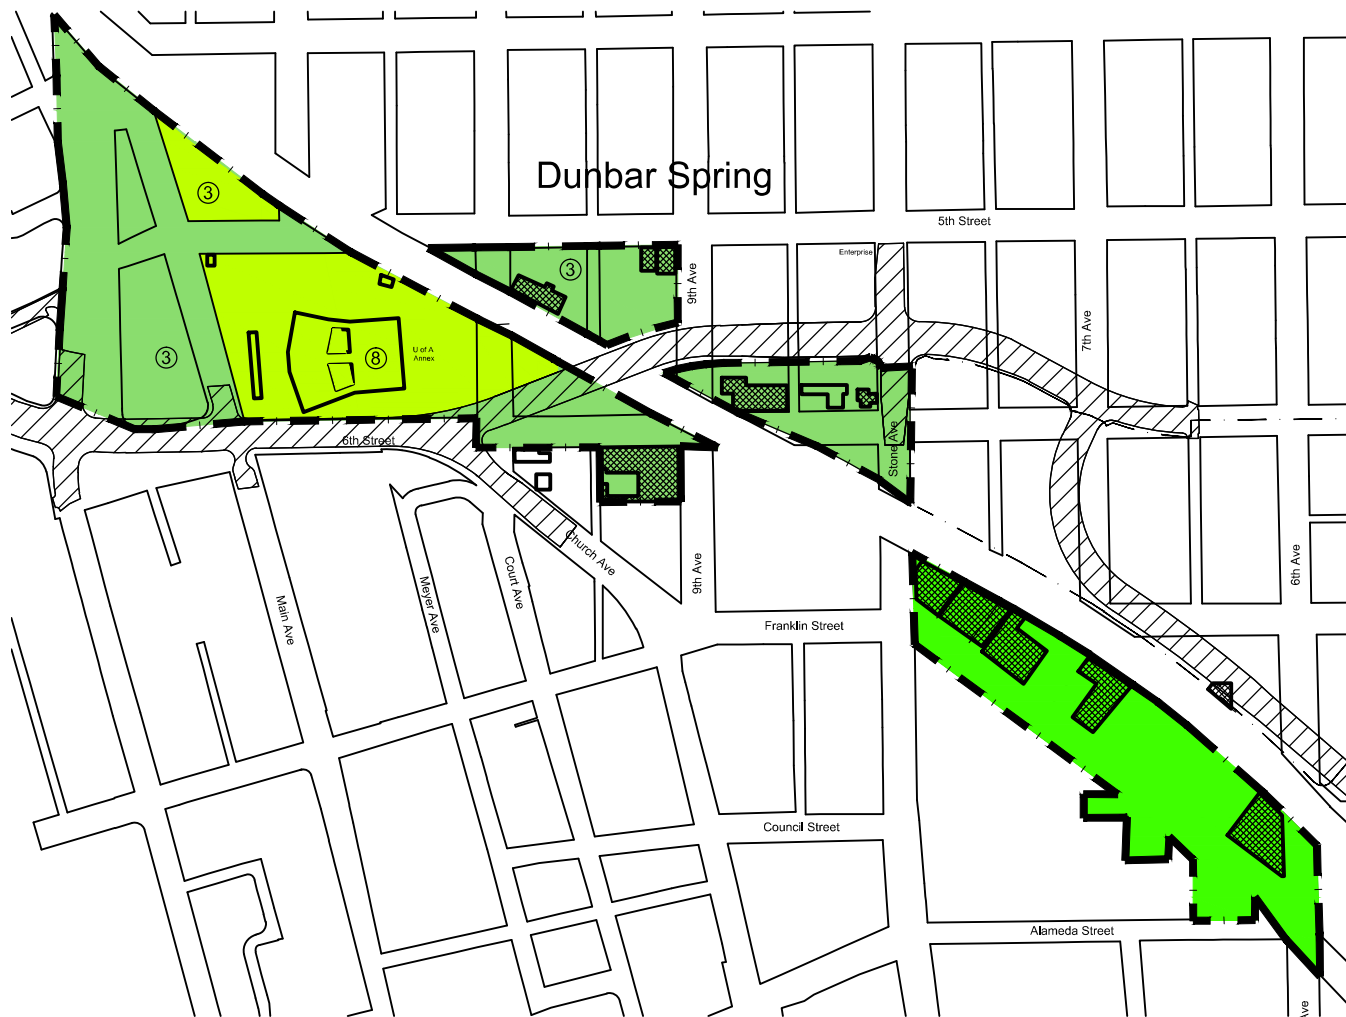 Dunbar Spring
3
5th Street
Enterprise
3
9th Ave
7th Ave
3
8
U of A
Annex
6th Street
Stone Ave
Church Ave
Court Ave
Meyer Ave
Main Ave
9th Ave
6th Ave
Franklin Street
Council Street
Alameda Street
Ave